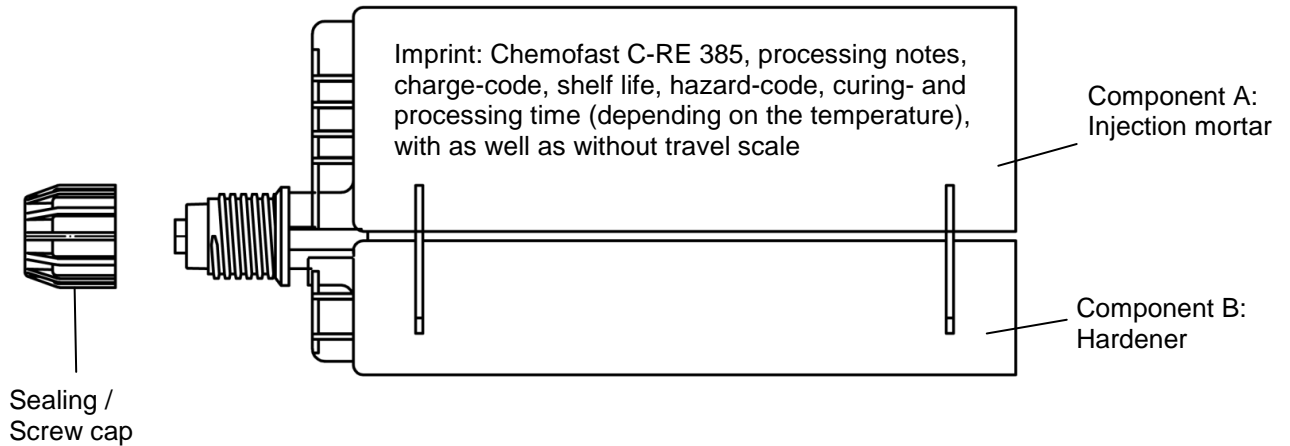 Imprint: Chemofast C-RE 385, processing notes,
charge-code, shelf life, hazard-code, curing- and
processing time (depending on the temperature),
with as well as without travel scale
Component A:
Injection mortar
Component B:
Hardener
Sealing /
Screw cap